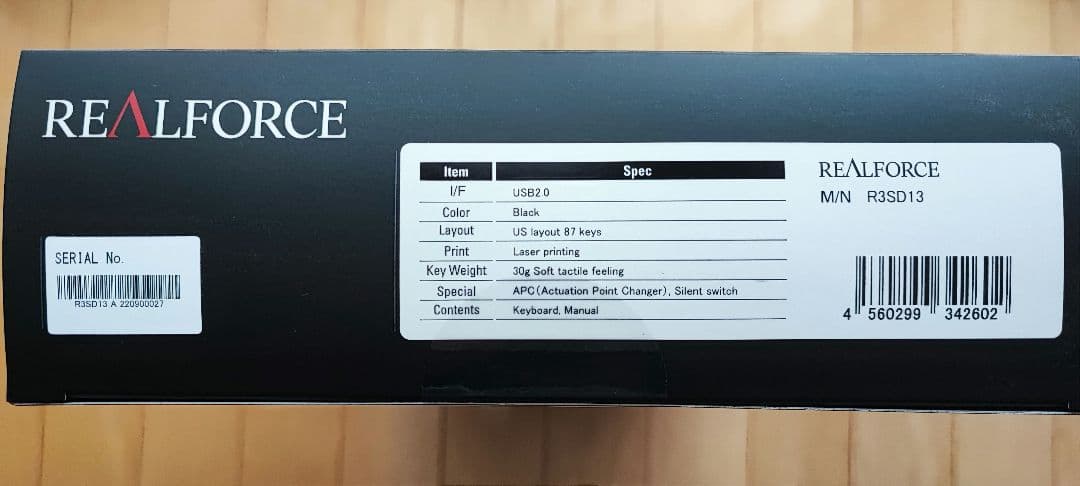 REALFORCE
SERIAL No.
R3SD13 A 220900027
Item Spec
I/F USB2.0
Color Black
Layout US layout 87 keys
Print Laser printing
Key Weight 30g Soft tactile feeling
Special APC(Actuation Point Changer), Silent switch
Contents Keyboard, Manual
REALFORCE
M/N R3SD13
4 560299 342602